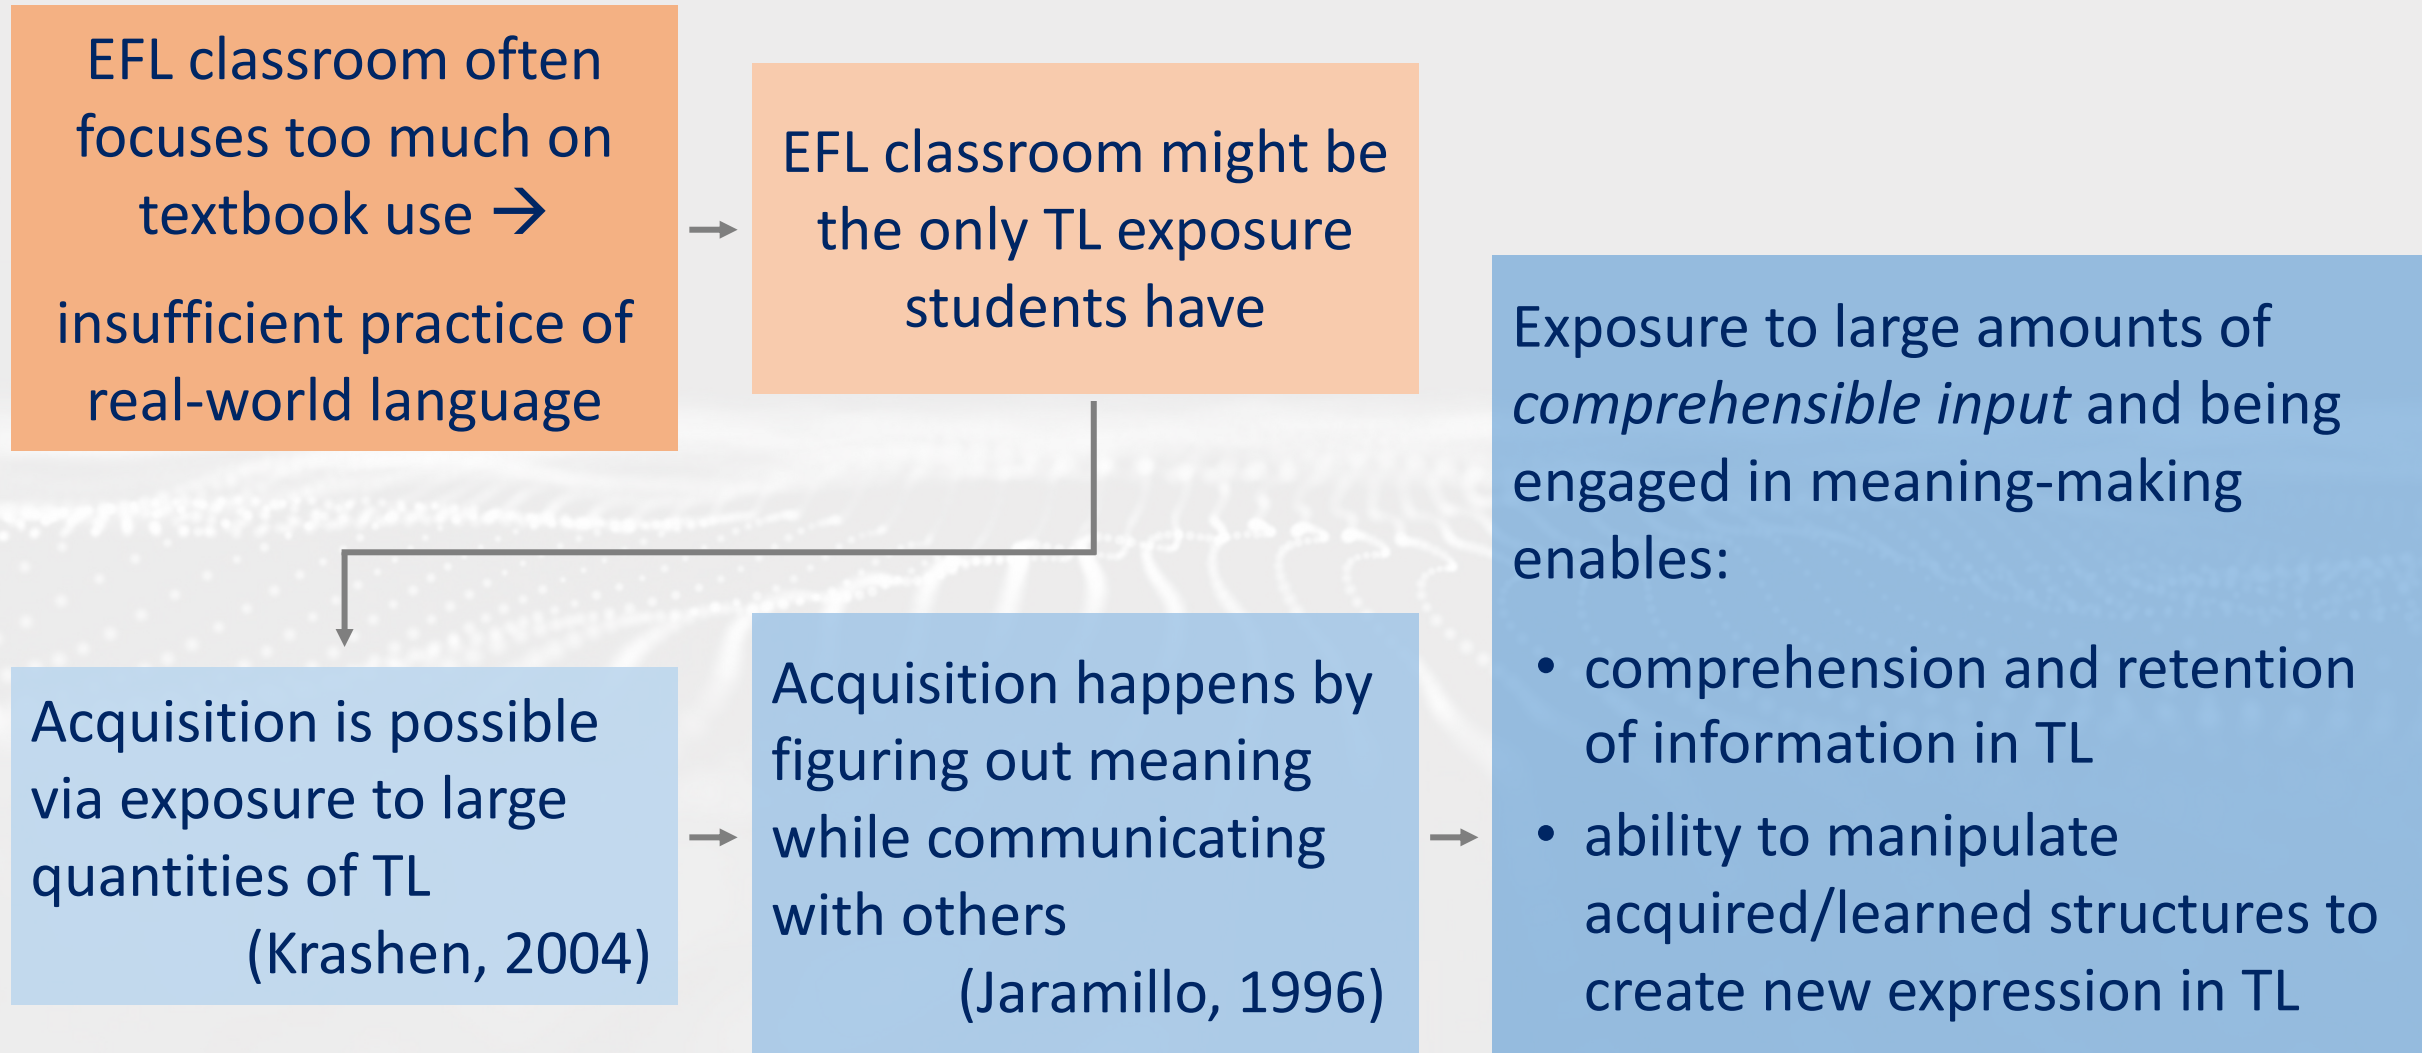 EFL classroom often
focuses too much on
textbook use →
insufficient practice of
real-world language
EFL classroom might be
the only TL exposure
students have
Acquisition is possible
via exposure to large
quantities of TL
(Krashen, 2004)
Acquisition happens by
figuring out meaning
while communicating
with others
(Jaramillo, 1996)
Exposure to large amounts of
comprehensible input and being
engaged in meaning-making
enables:
• comprehension and retention
of information in TL
• ability to manipulate
acquired/learned structures to
create new expression in TL